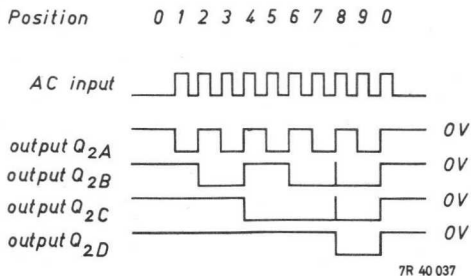 Position 0 1 2 3 4 5 6 7 8 9 0
AC input
output Q2A 0V
output Q2B 0V
output Q2C 0V
output Q2D 0V
7R 40 037